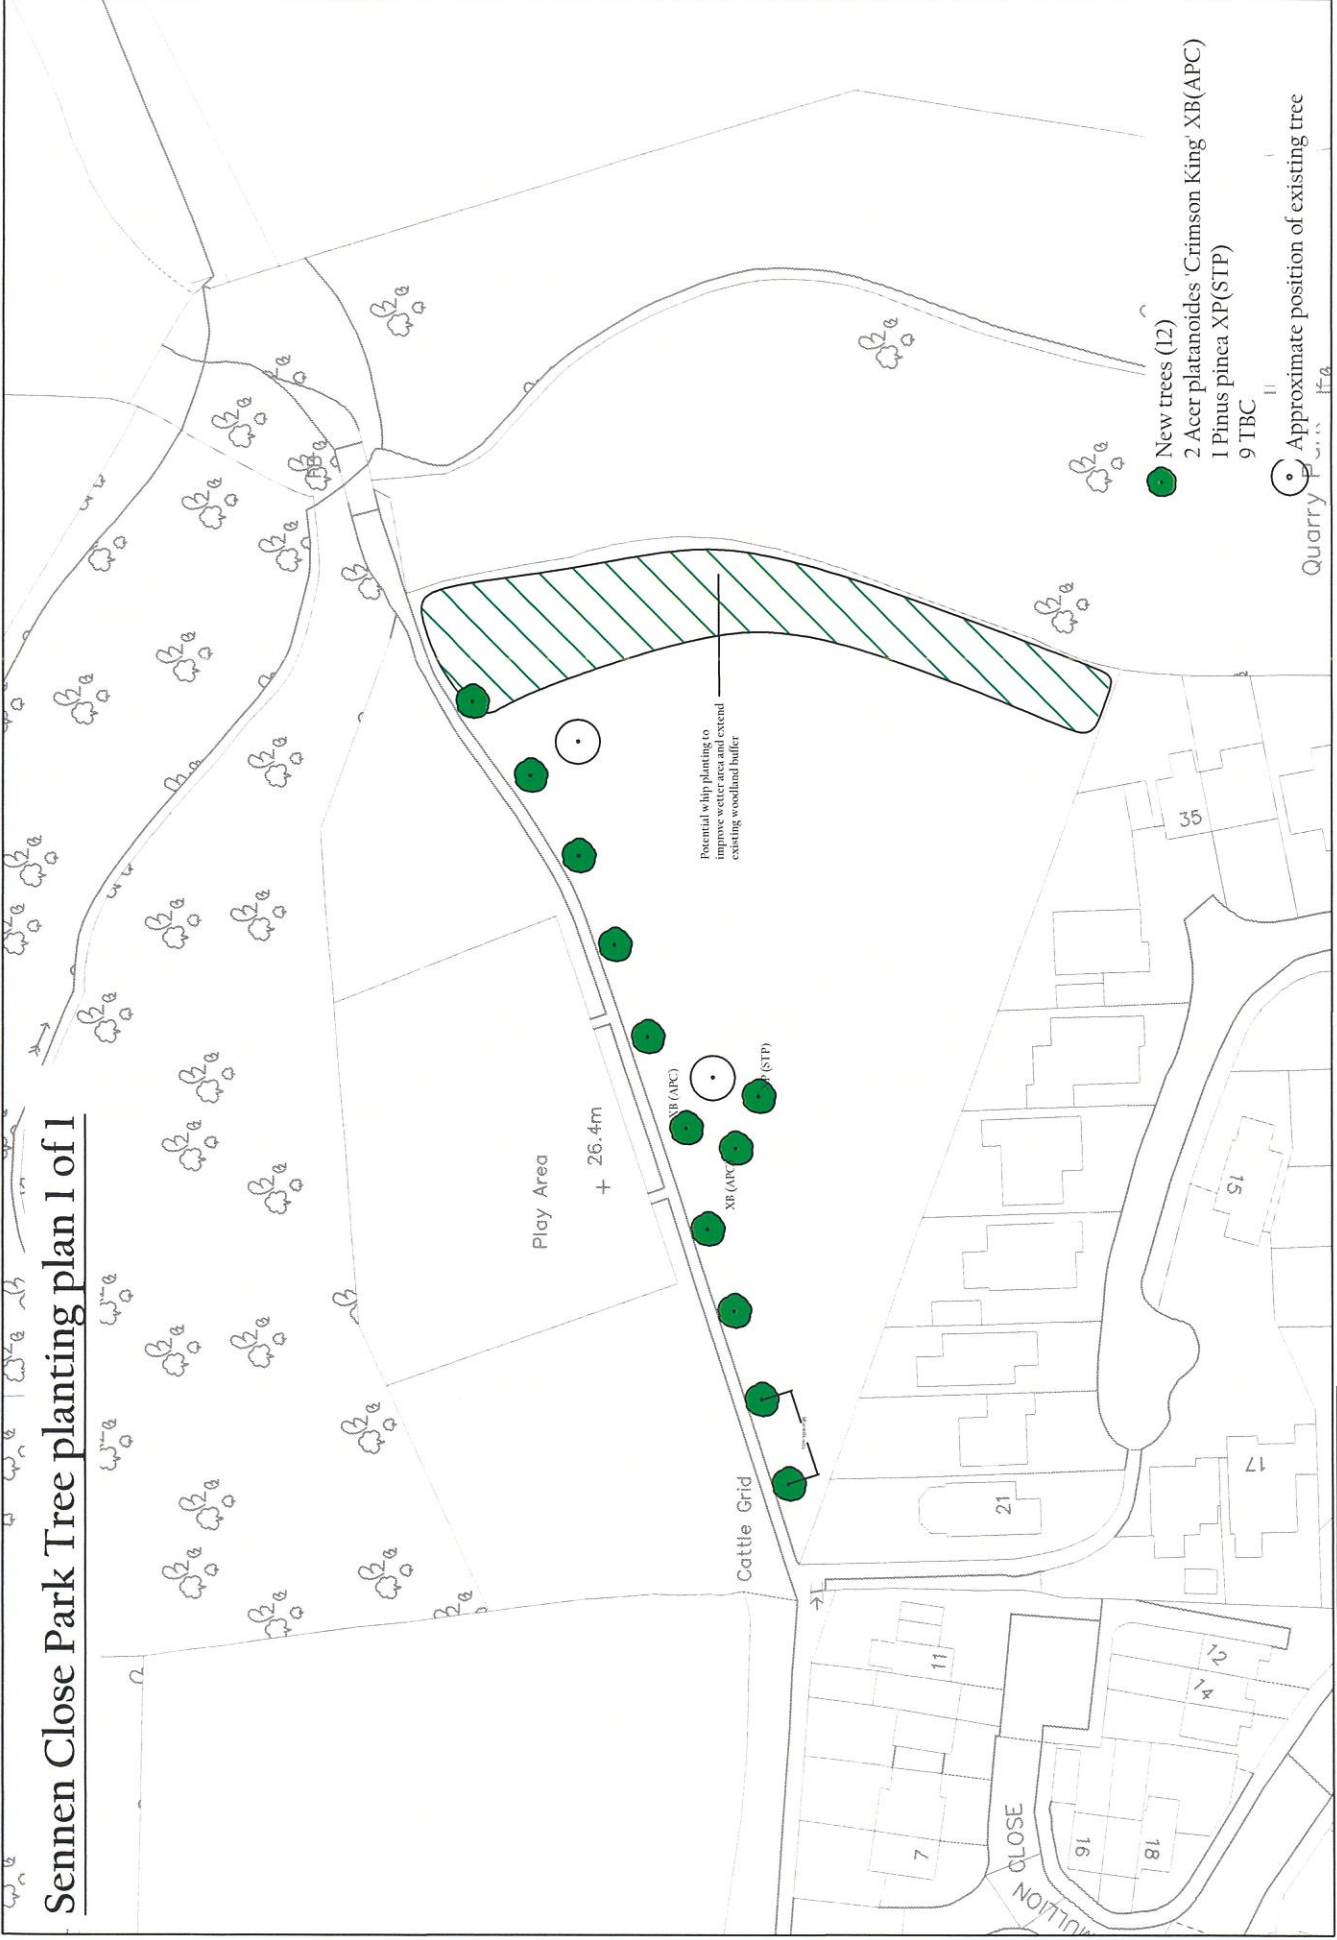 Sennen Close Park Tree planting plan 1 of 1
Play Area
26.4m
Cattle Grid
XB (APC)
XB (APC)
P (STP)
Potential whip planting to
improve wetter area and extend
existing woodland buffer
New trees (12)
2 Acer platanoides 'Crimson King' XB(APC)
1 Pinus pinea XP(STP)
9 TBC
Approximate position of existing tree
Quarry
FB
35
15
17
21
11
7
12
14
16
18
MULLION CLOSE